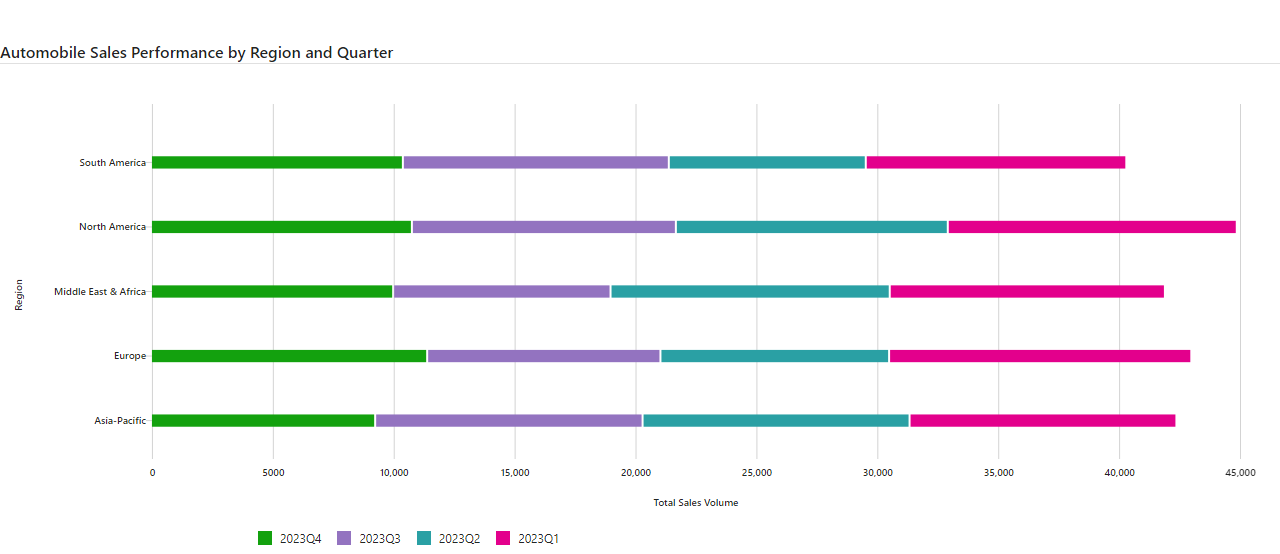 Automobile Sales Performance by Region and Quarter
South America
North America
Middle East & Africa
Europe
Asia-Pacific
Region
0 5000 10,000 15,000 20,000 25,000 30,000 35,000 40,000 45,000
Total Sales Volume
2023Q4 2023Q3 2023Q2 2023Q1